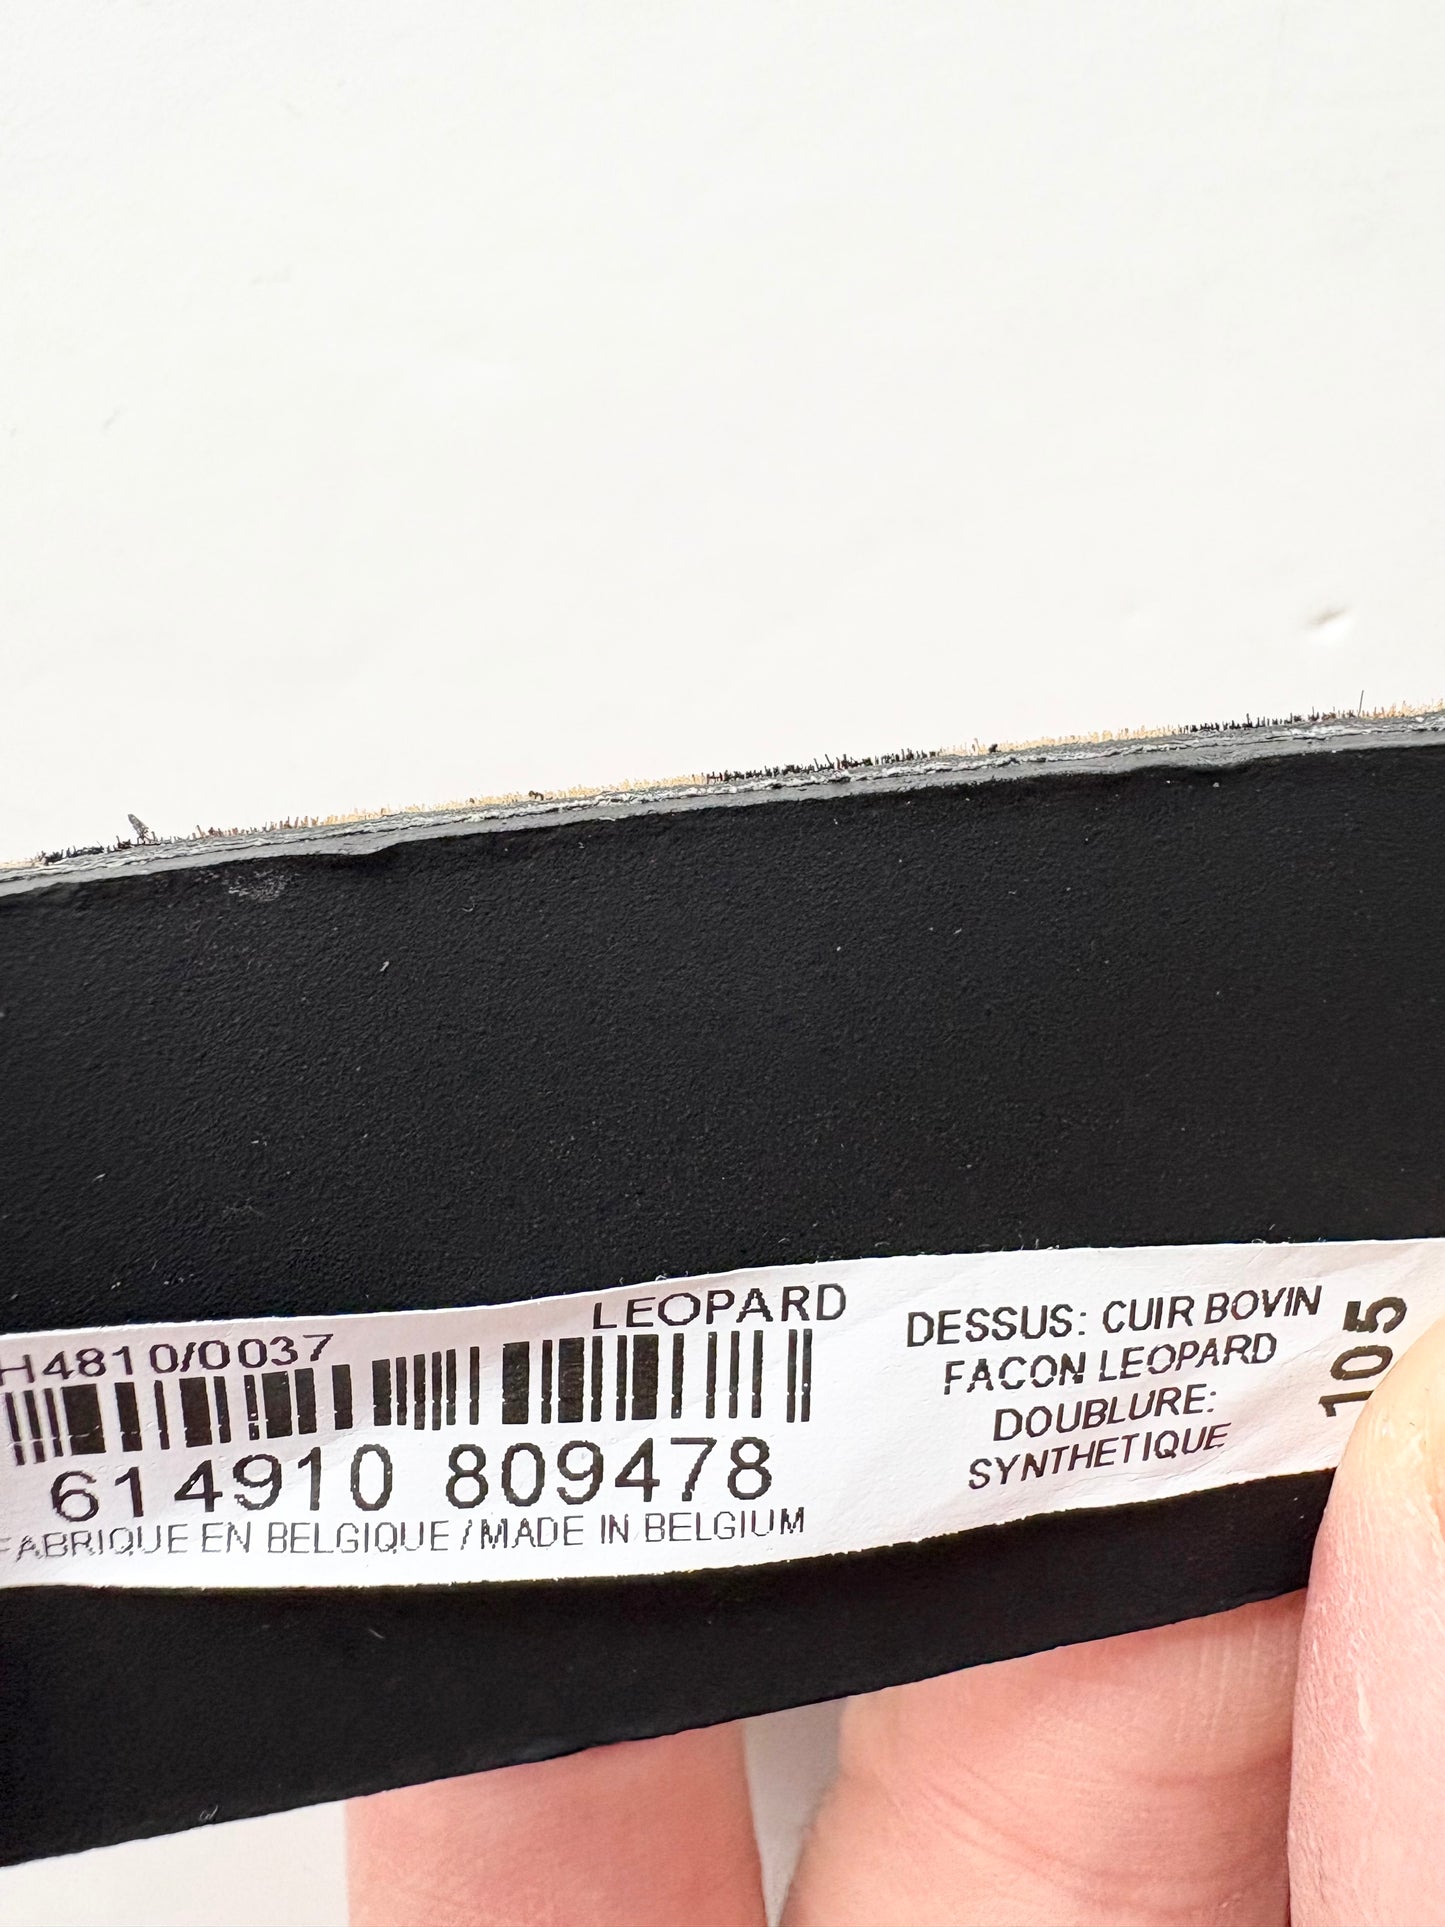 H4810/0037
LEOPARD
614910 809478
FABRIQUE EN BELGIQUE / MADE IN BELGIUM
DESSUS: CUIR BOVIN
FACON LEOPARD
DOUBLURE:
SYNTHETIQUE
105